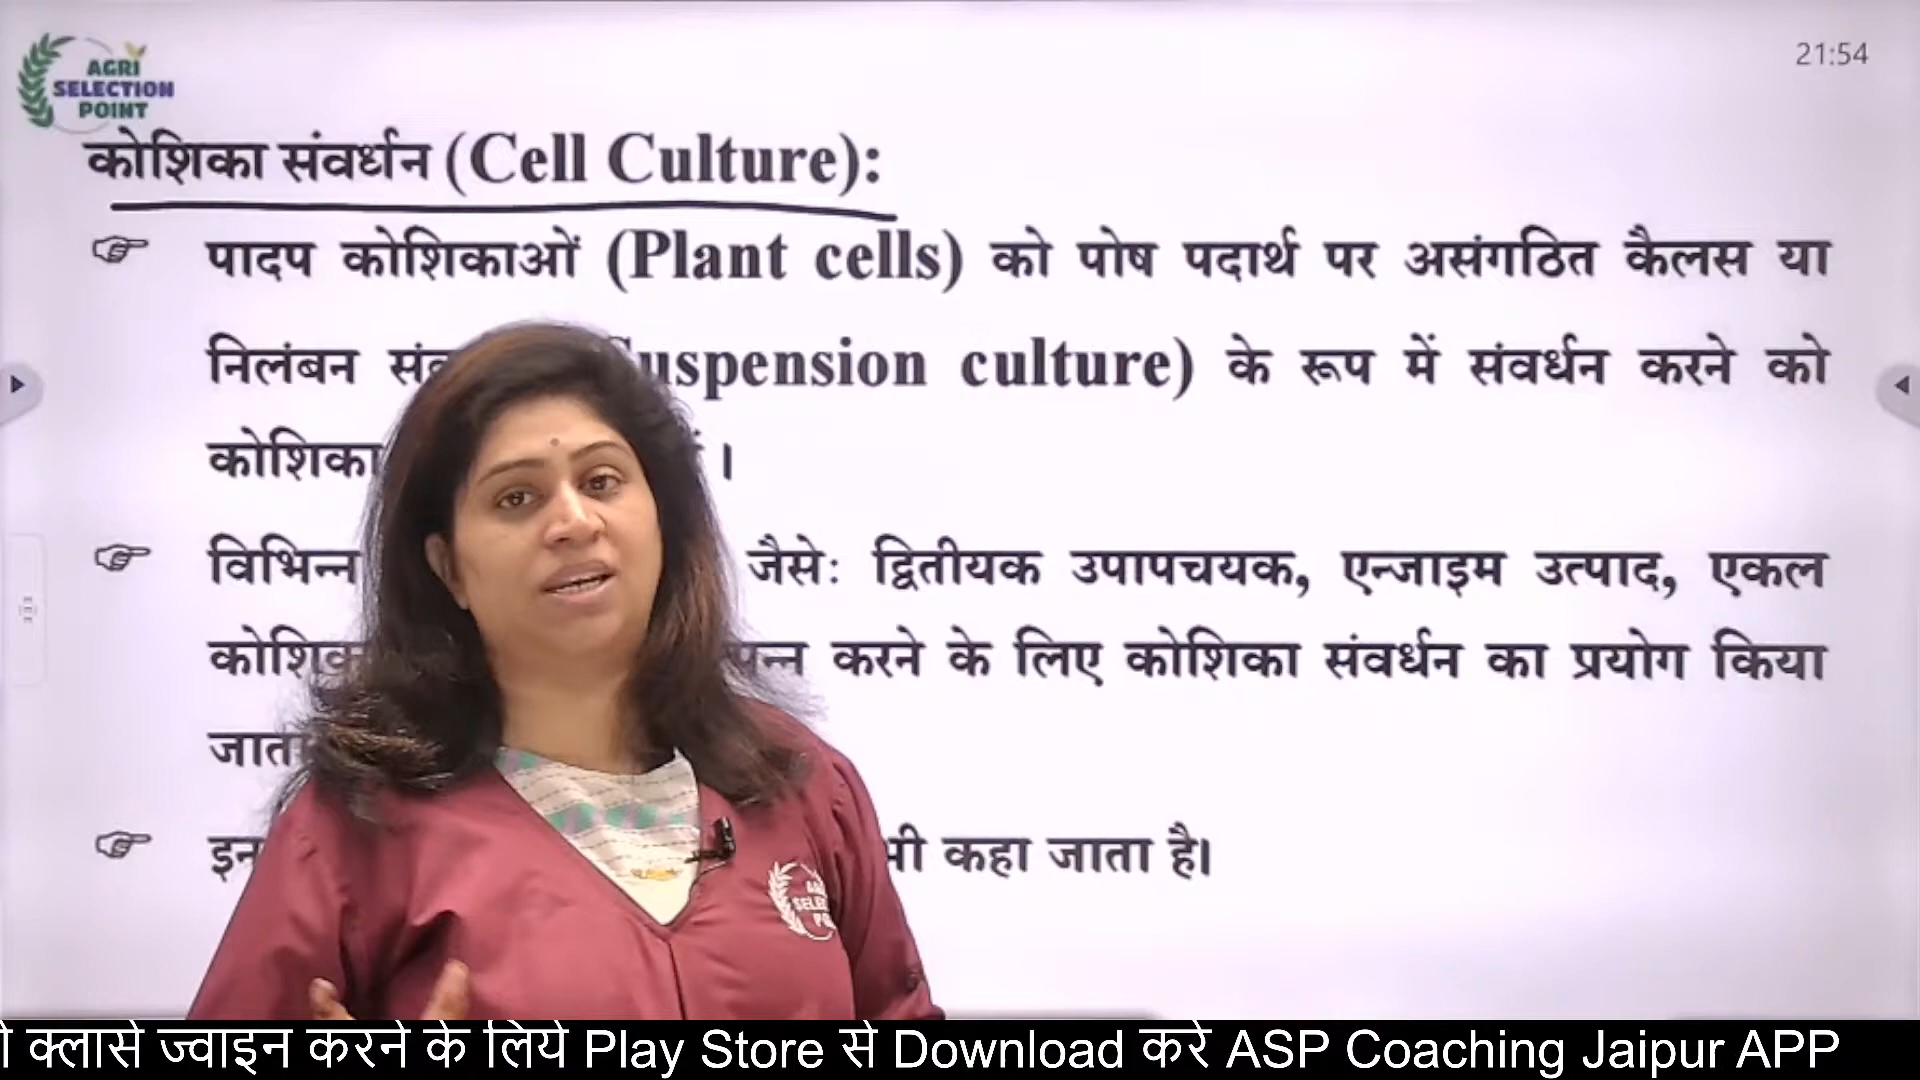 AGRI
SELECTION
POINT
21:54
कोशिका संवर्धन (Cell Culture):
पादप कोशिकाओं (Plant cells) को पोष पदार्थ पर असंगठित कैलस या
निलंबन culture) के रूप में संवर्धन करने को
कोशिका ।
विभिन्न जैसेः द्वितीयक उपापचयक, एन्जाइम उत्पाद, एकल
करने के लिए कोशिका संवर्धन का प्रयोग किया
कहा जाता है।
क्लासे ज्वाइन करने के लिये Play Store से Download करे ASP Coaching Jaipur APP